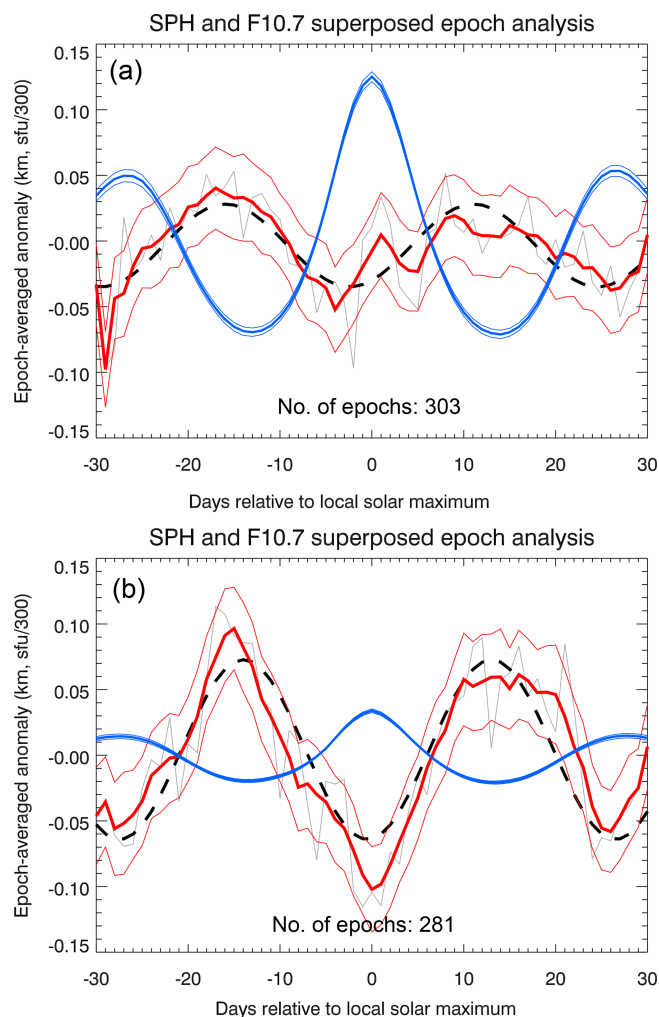 SPH and F10.7 superposed epoch analysis
(a)
Epoch-averaged anomaly (km, sfu/300)
0.15
0.10
0.05
-0.00
-0.05
-0.10
-0.15
No. of epochs: 303
-30 -20 -10 0 10 20 30
Days relative to local solar maximum
SPH and F10.7 superposed epoch analysis
(b)
Epoch-averaged anomaly (km, sfu/300)
0.15
0.10
0.05
-0.00
-0.05
-0.10
-0.15
No. of epochs: 281
-30 -20 -10 0 10 20 30
Days relative to local solar maximum